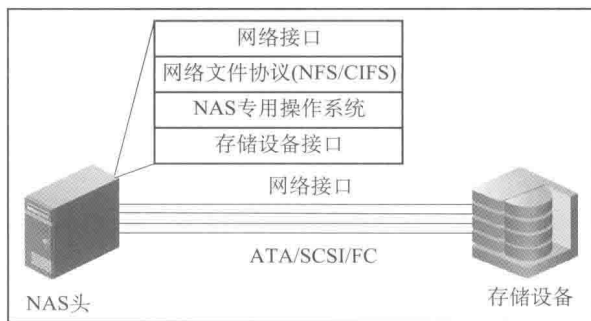 网络接口
网络文件协议(NFS/CIFS)
NAS专用操作系统
存储设备接口
网络接口
ATA/SCSI/FC
NAS头
存储设备